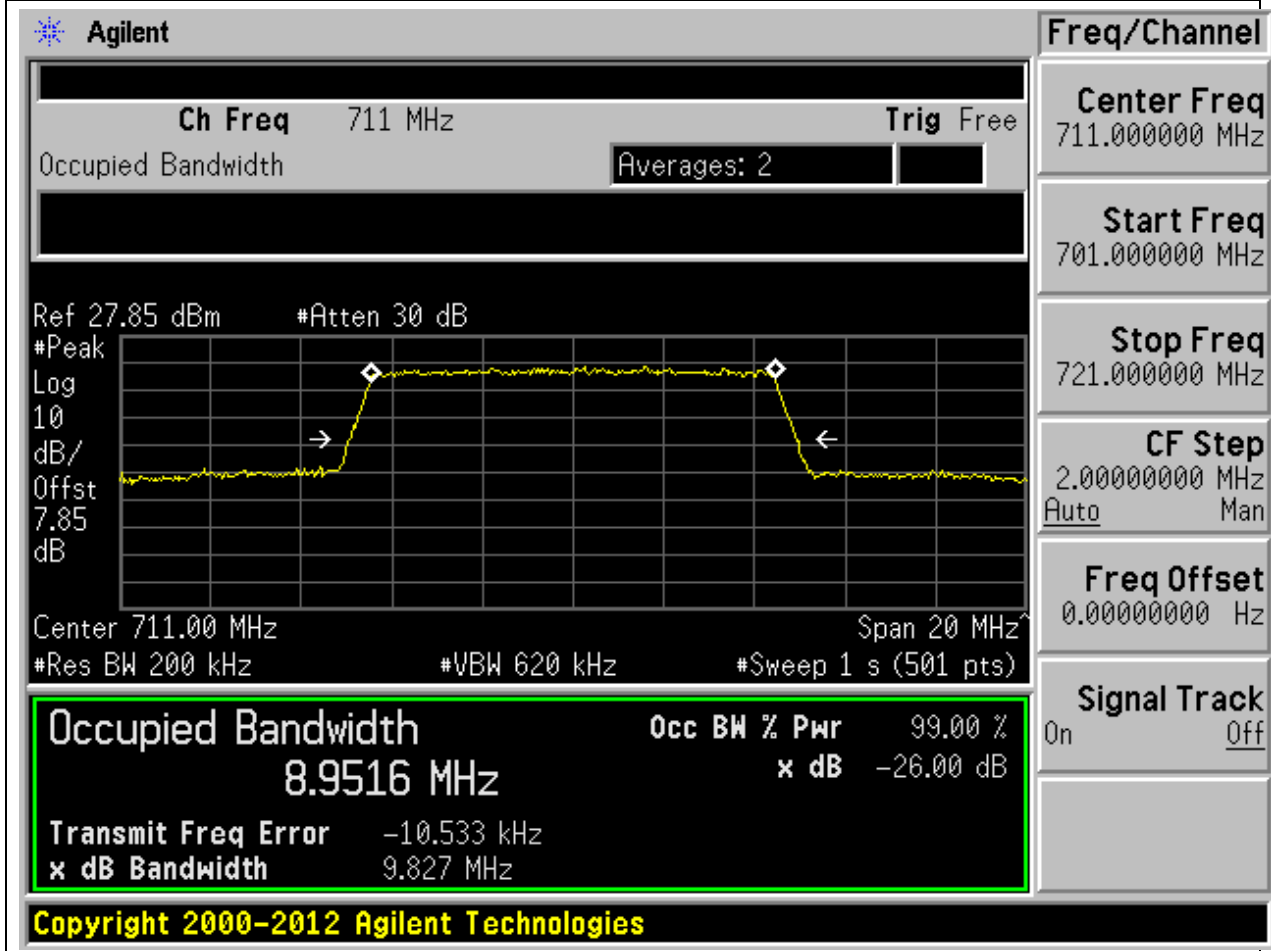 Agilent
Freq/Channel
Ch Freq 711 MHz Trig Free
Occupied Bandwidth Averages: 2
Ref 27.85 dBm #Atten 30 dB
#Peak
Log
10
dB/
Offst
7.85
dB
Center 711.00 MHz Span 20 MHz^
#Res BW 200 kHz #VBW 620 kHz #Sweep 1 s (501 pts)
Occupied Bandwidth Occ BW % Pwr 99.00 %
8.9516 MHz x dB -26.00 dB
Transmit Freq Error -10.533 kHz
x dB Bandwidth 9.827 MHz
Copyright 2000-2012 Agilent Technologies
Center Freq
711.000000 MHz
Start Freq
701.000000 MHz
Stop Freq
721.000000 MHz
CF Step
2.00000000 MHz
Auto Man
Freq Offset
0.00000000 Hz
Signal Track
On Off